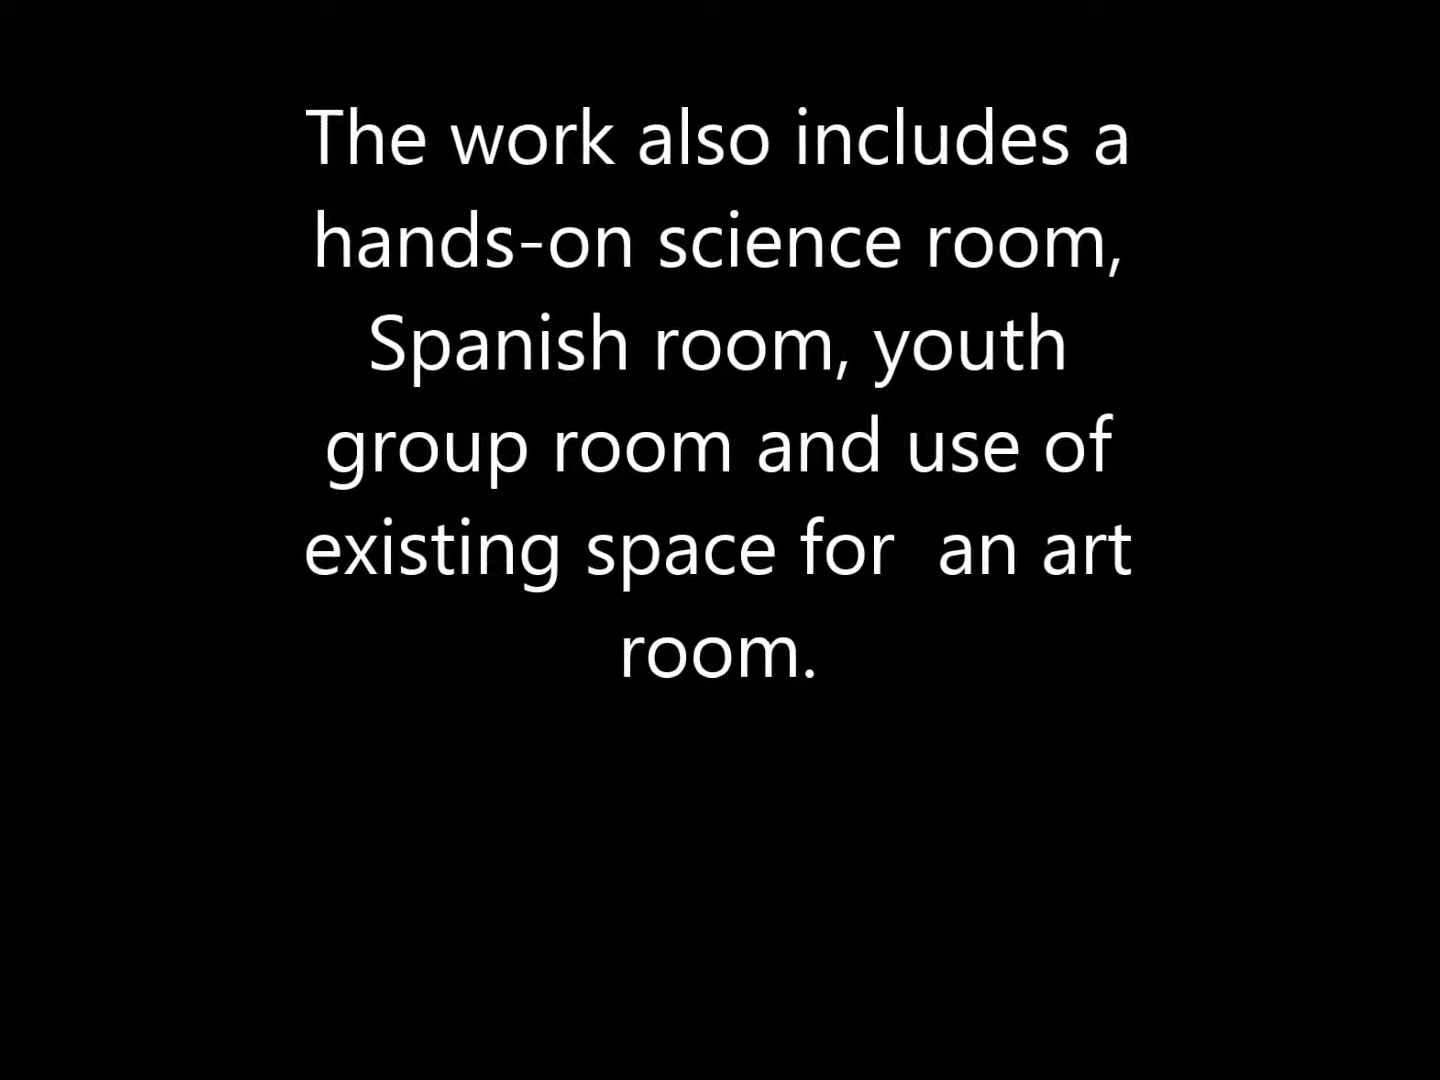 The work also includes a
hands-on science room,
Spanish room, youth
group room and use of
existing space for  an art
room.